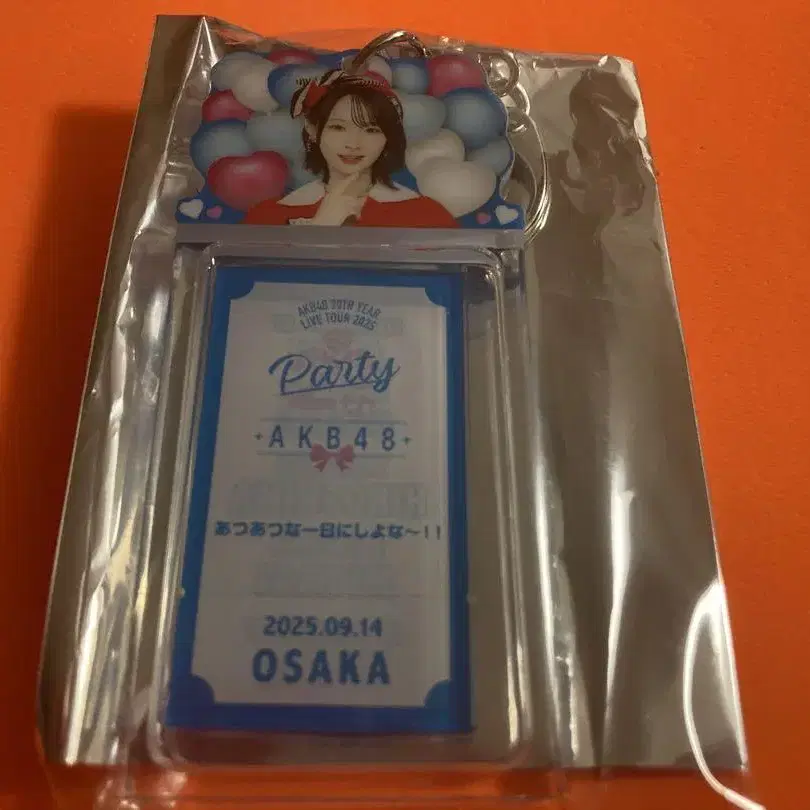 AKB48 20TH YEAR
LIVE TOUR 2025
Party
AKB48
あつあつな一日にしよな〜!!
2025.09.14
OSAKA